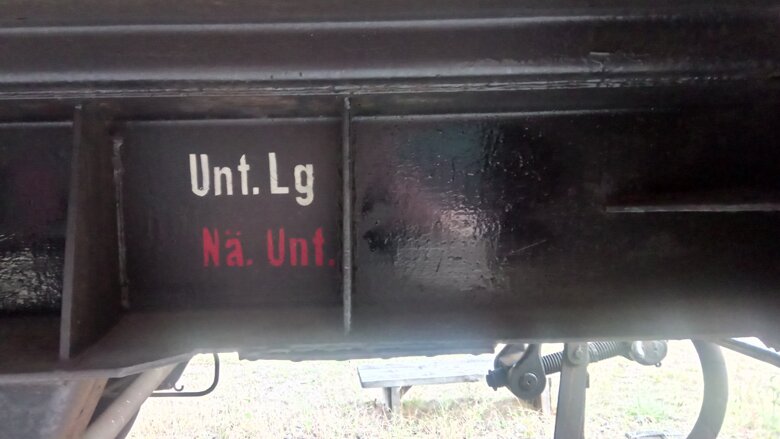 Unt. Lg
Nä. Unt.